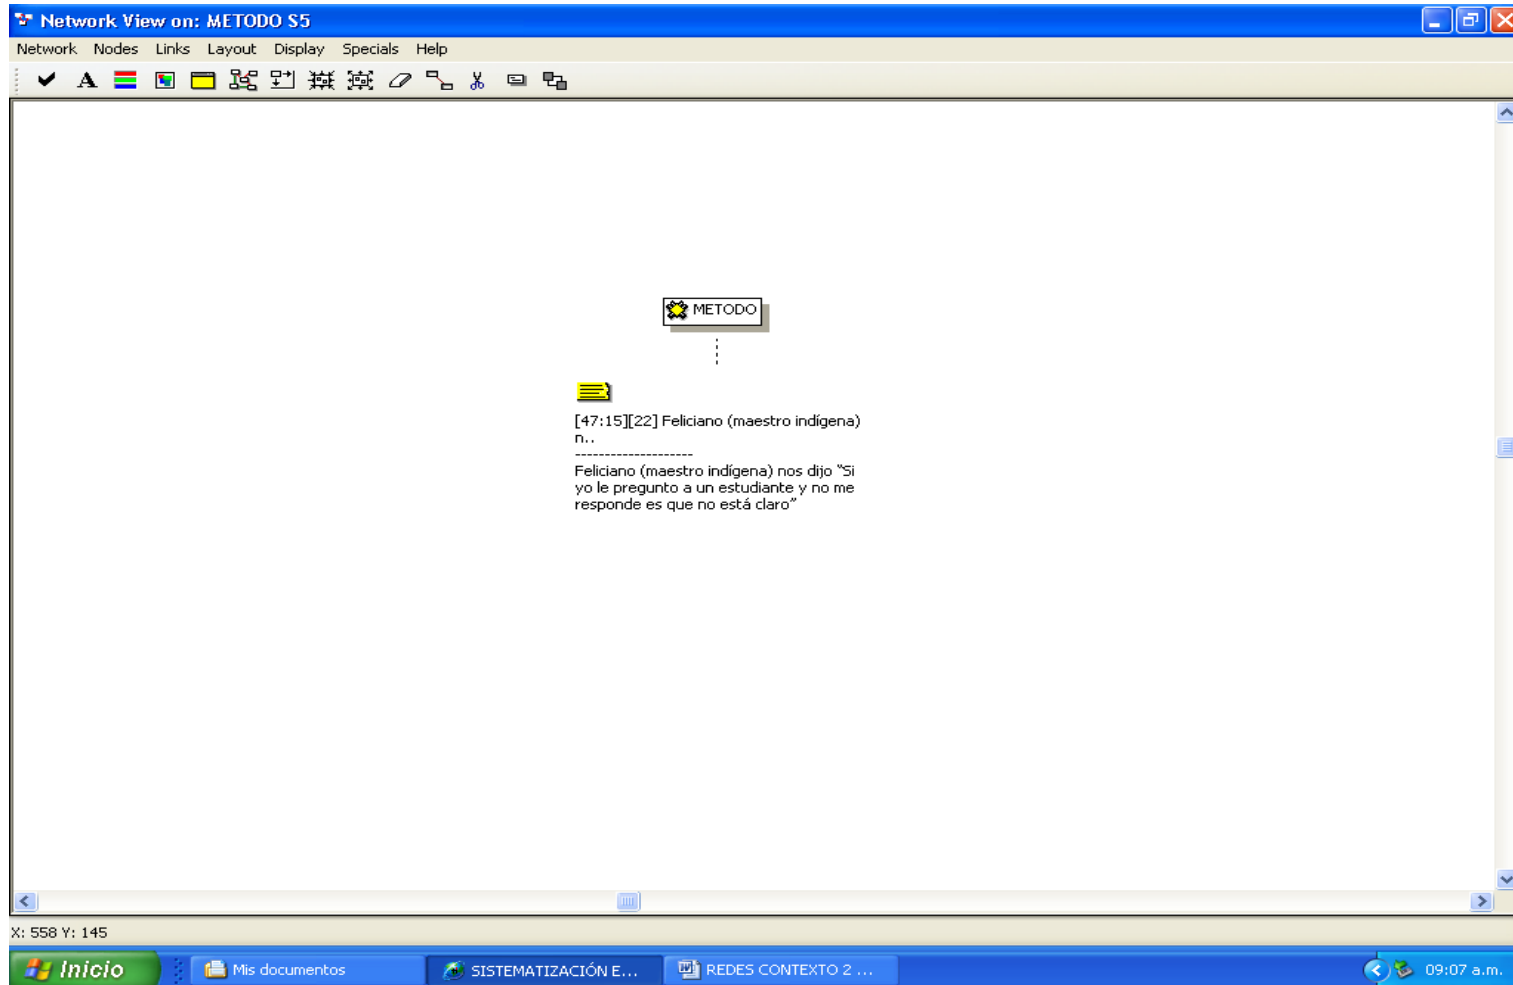 Network View on: METODO S5
Network Nodes Links Layout Display Specials Help
A
METODO
[47:15][22] Feliciano (maestro indígena)
n..
--------------------
Feliciano (maestro indígena) nos dijo “Si
yo le pregunto a un estudiante y no me
responde es que no está claro”
X: 558 Y: 145
Inicio
Mis documentos
SISTEMATIZACIÓN E...
REDES CONTEXTO 2 ...
09:07 a.m.